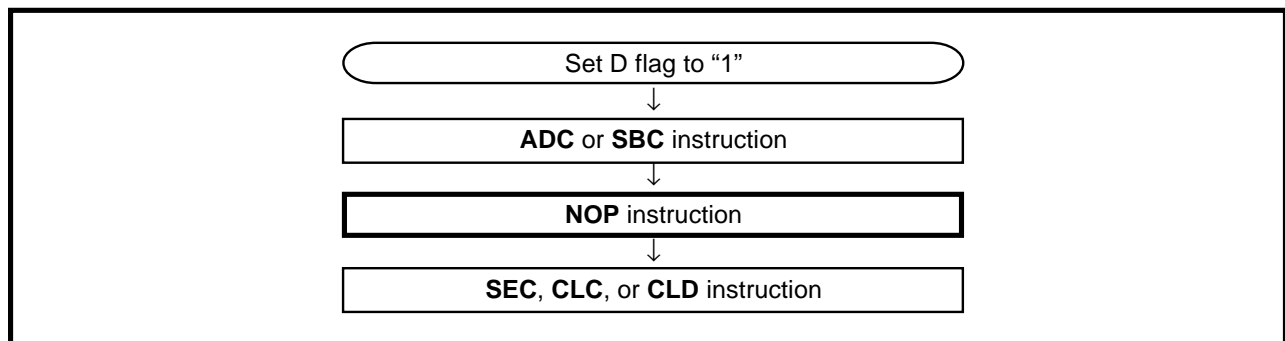 Set D flag to “1”
ADC or SBC instruction
NOP instruction
SEC, CLC, or CLD instruction